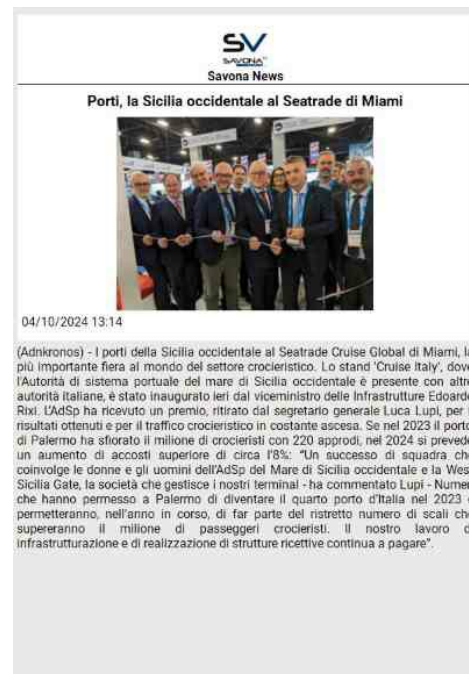 SV
SAVONA
Savona News
Porti, la Sicilia occidentale al Seatrade di Miami
04/10/2024 13:14
(Adnkronos) - I porti della Sicilia occidentale al Seatrade Cruise Global di Miami, la
più importante fiera al mondo del settore crocieristico. Lo stand 'Cruise Italy', dove
l'Autorità di sistema portuale del mare di Sicilia occidentale è presente con altre
autorità italiane, è stato inaugurato ieri dal viceministro delle Infrastrutture Edoardo
Rixi. L'AdSp ha ricevuto un premio, ritirato dal segretario generale Luca Lupi, per i
risultati ottenuti e per il traffico crocieristico in costante ascesa. Se nel 2023 il porto
di Palermo ha sfiorato il milione di crocieristi con 220 approdi, nel 2024 si prevede
un aumento di accosti superiore di circa l'8%: "Un successo di squadra che
coinvolge le donne e gli uomini dell'AdSp del Mare di Sicilia occidentale e la West
Sicilia Gate, la società che gestisce i nostri terminal - ha commentato Lupi - Numeri
che hanno permesso a Palermo di diventare il quarto porto d'Italia nel 2023 e
permetteranno, nell'anno in corso, di far parte del ristretto numero di scali che
supereranno il milione di passeggeri crocieristi. Il nostro lavoro di
infrastrutturazione e di realizzazione di strutture ricettive continua a pagare".